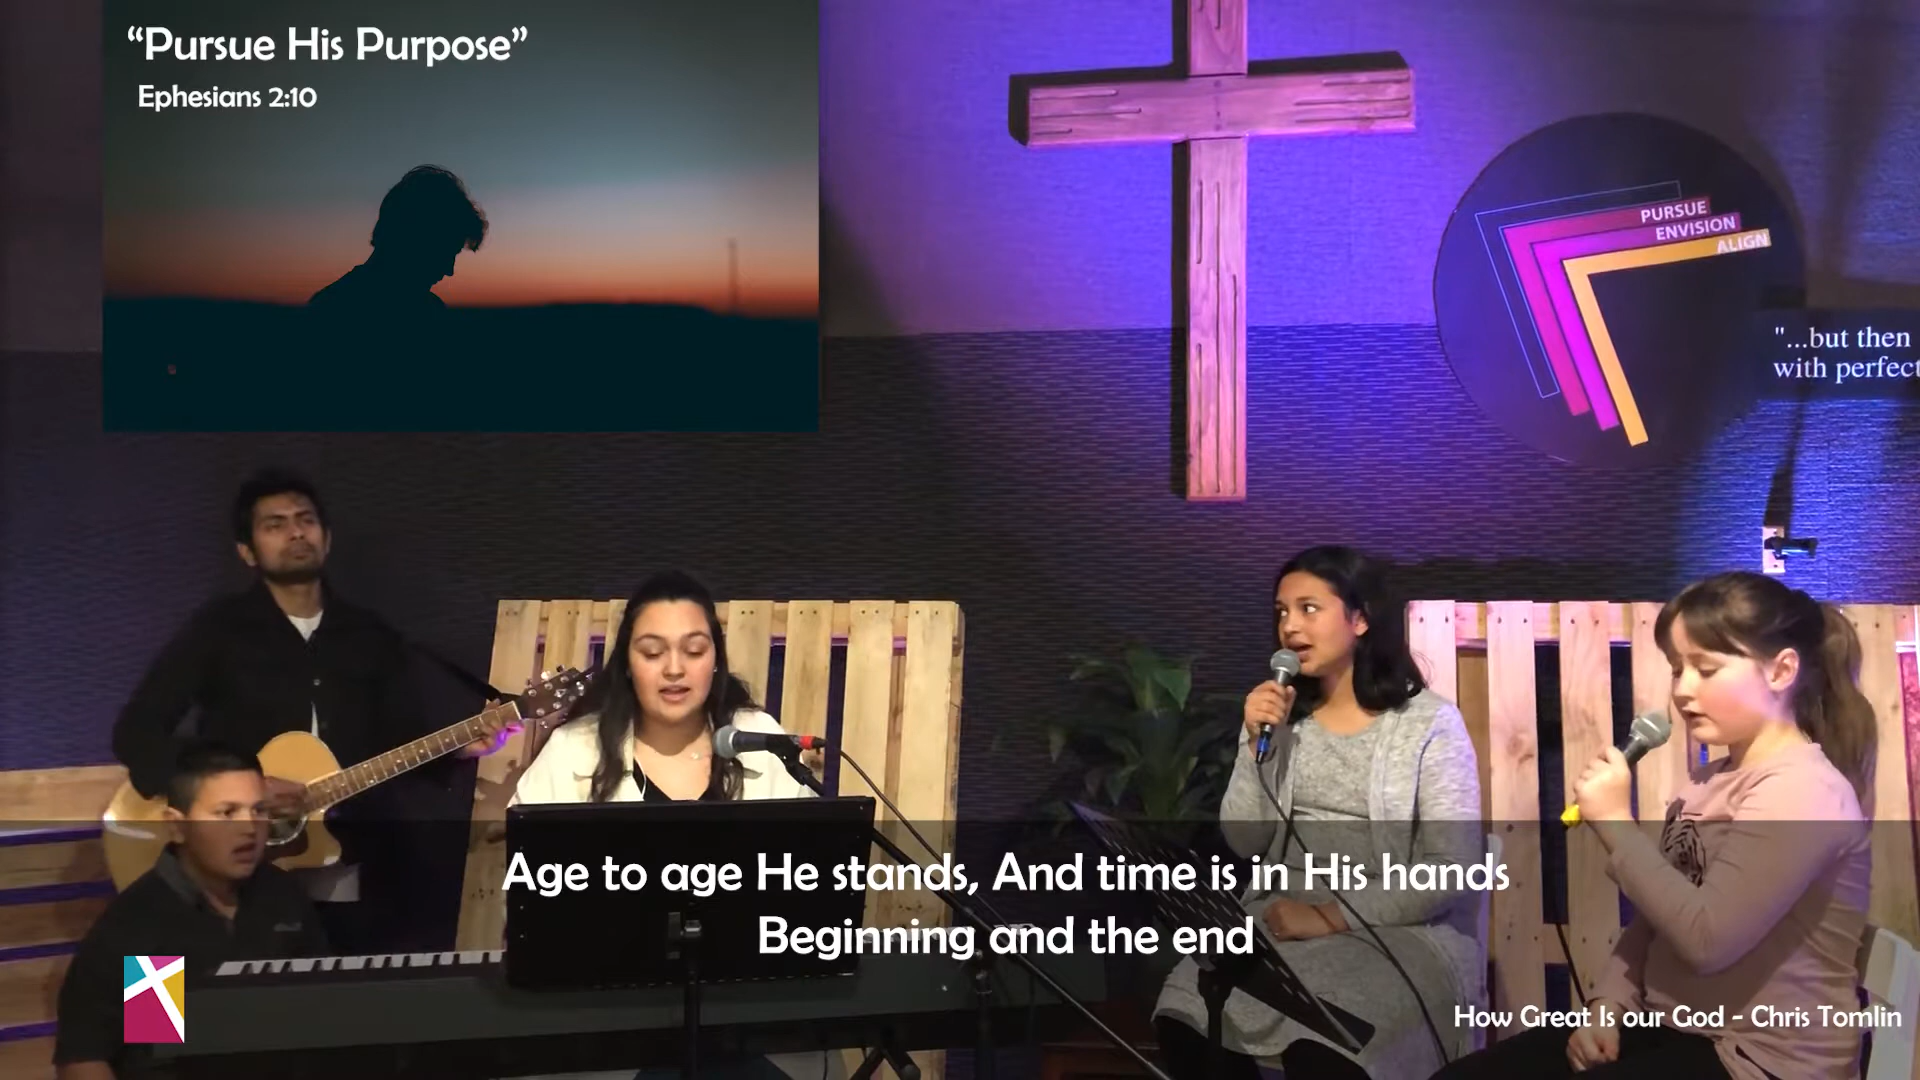 “Pursue His Purpose”
Ephesians 2:10
PURSUE
ENVISION
ALIGN
"...but then
with perfect
Age to age He stands, And time is in His hands
Beginning and the end
How Great Is our God - Chris Tomlin